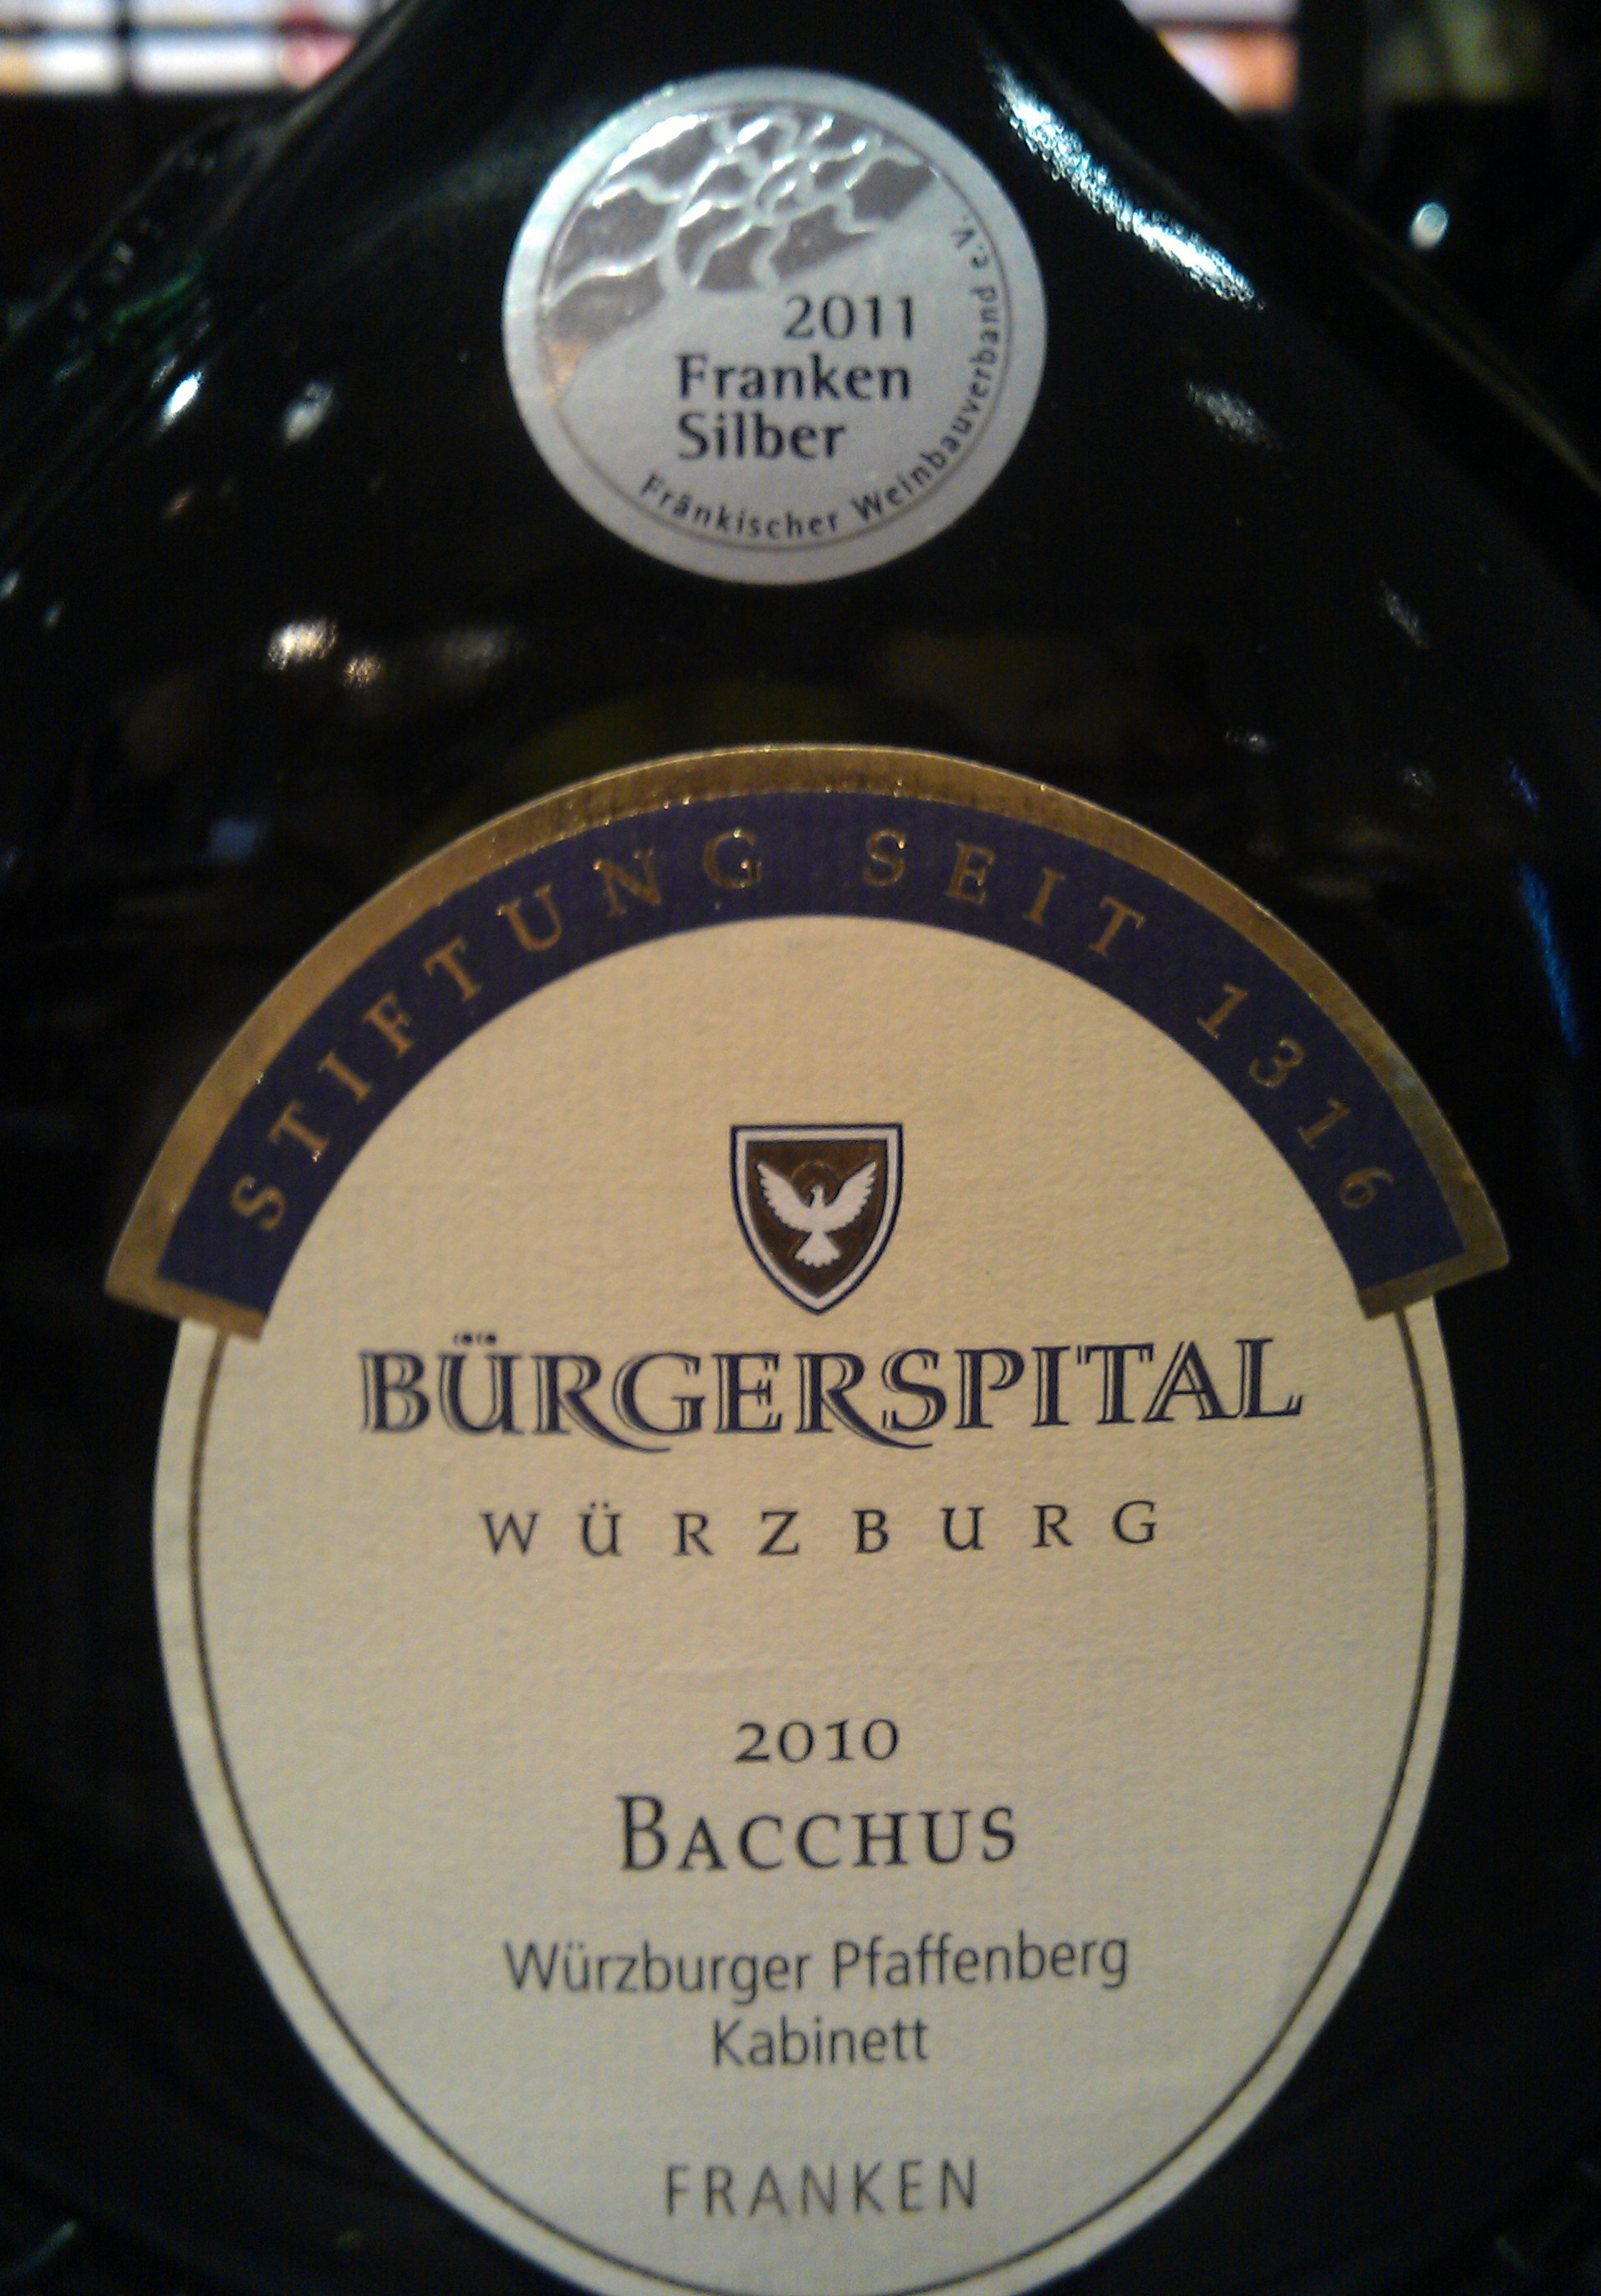 2011
Franken
Silber
Fränkischer Weinbauverband e.V.
STIFTUNG SEIT 1316
BÜRGERSPITAL
WÜRZBURG
2010
BACCHUS
Würzburger Pfaffenberg
Kabinett
FRANKEN